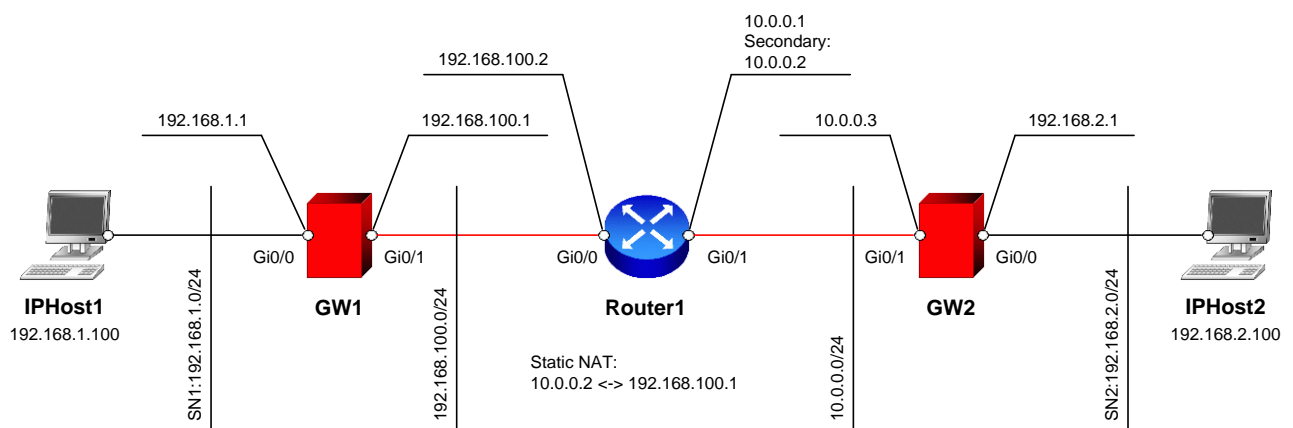 10.0.0.1
Secondary:
10.0.0.2
192.168.100.2
192.168.1.1
192.168.100.1
10.0.0.3
192.168.2.1
Gi0/0
Gi0/1
Gi0/0
Gi0/1
Gi0/1
Gi0/0
IPHost1
192.168.1.100
GW1
Router1
GW2
IPHost2
192.168.2.100
SN1:192.168.1.0/24
192.168.100.0/24
Static NAT:
10.0.0.2 <-> 192.168.100.1
10.0.0.0/24
SN2:192.168.2.0/24